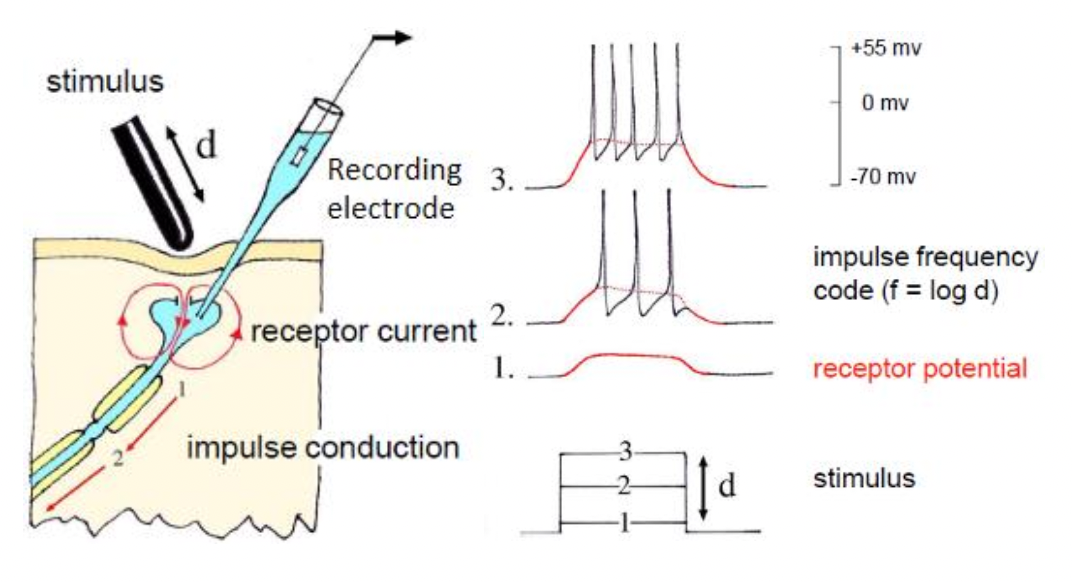 stimulus
d
Recording
electrode
receptor current
1
2
impulse conduction
3.
2.
1.
+55 mv
0 mv
-70 mv
impulse frequency
code (f = log d)
receptor potential
3
2
1
d
stimulus